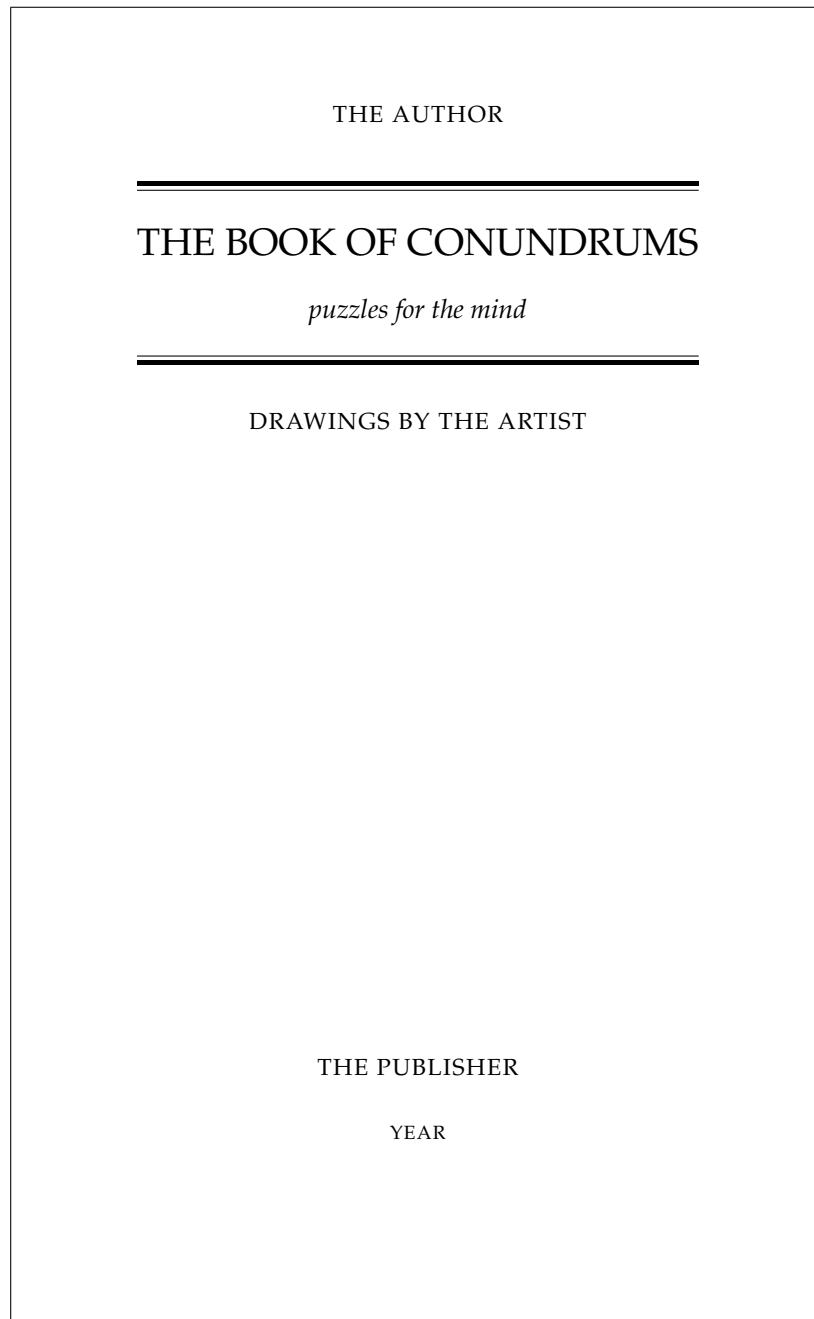 THE AUTHOR
THE BOOK OF CONUNDRUMS
puzzles for the mind
DRAWINGS BY THE ARTIST
THE PUBLISHER
YEAR